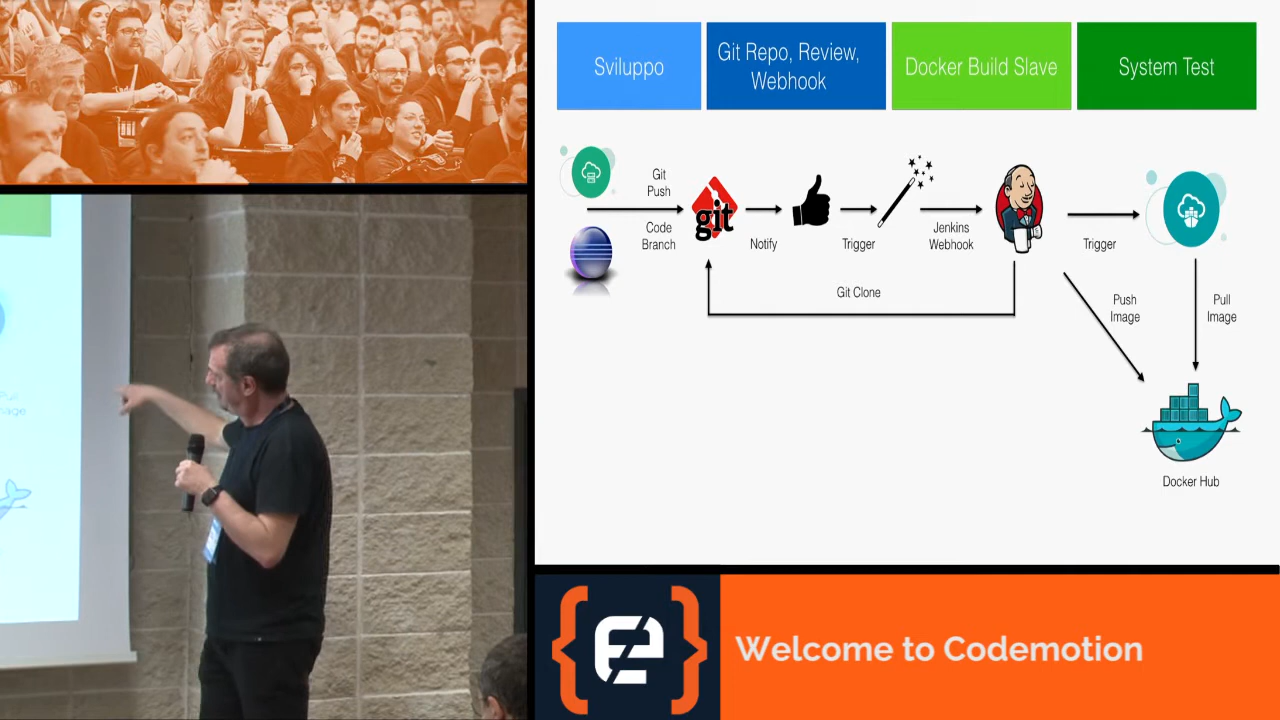 Sviluppo
Git Repo, Review,
Webhook
Docker Build Slave
System Test
Git
Push
Code
Branch
git
Notify
Trigger
Jenkins
Webhook
Trigger
Git Clone
Push
Image
Pull
Image
Docker Hub
Welcome to Codemotion